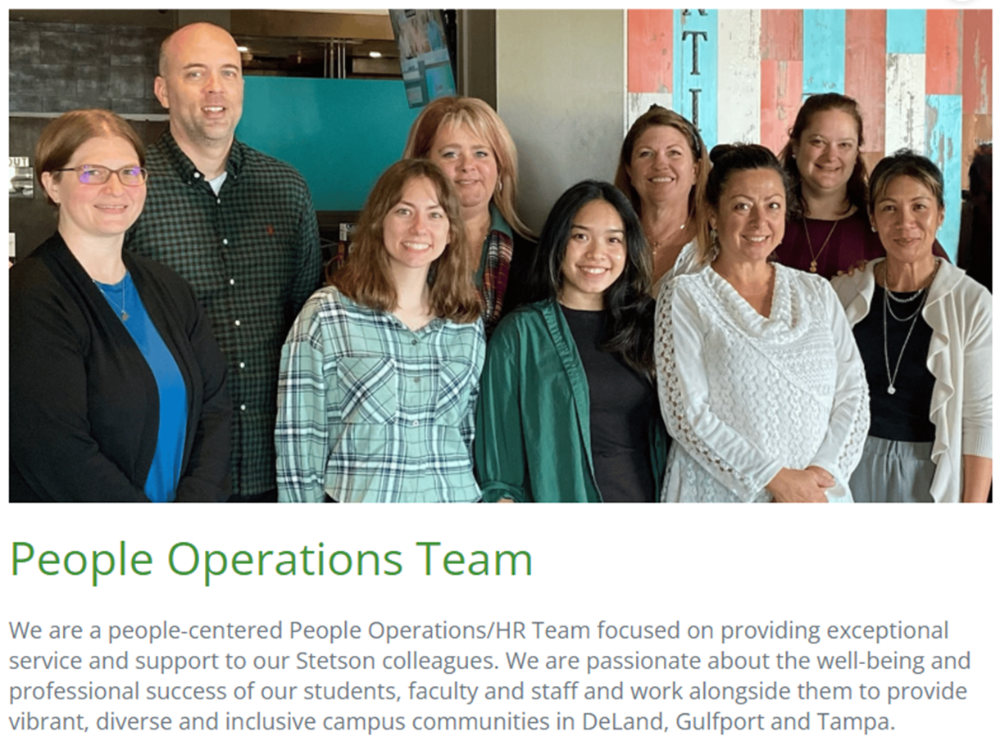 OUT
RTI
People Operations Team
We are a people-centered People Operations/HR Team focused on providing exceptional
service and support to our Stetson colleagues. We are passionate about the well-being and
professional success of our students, faculty and staff and work alongside them to provide
vibrant, diverse and inclusive campus communities in DeLand, Gulfport and Tampa.